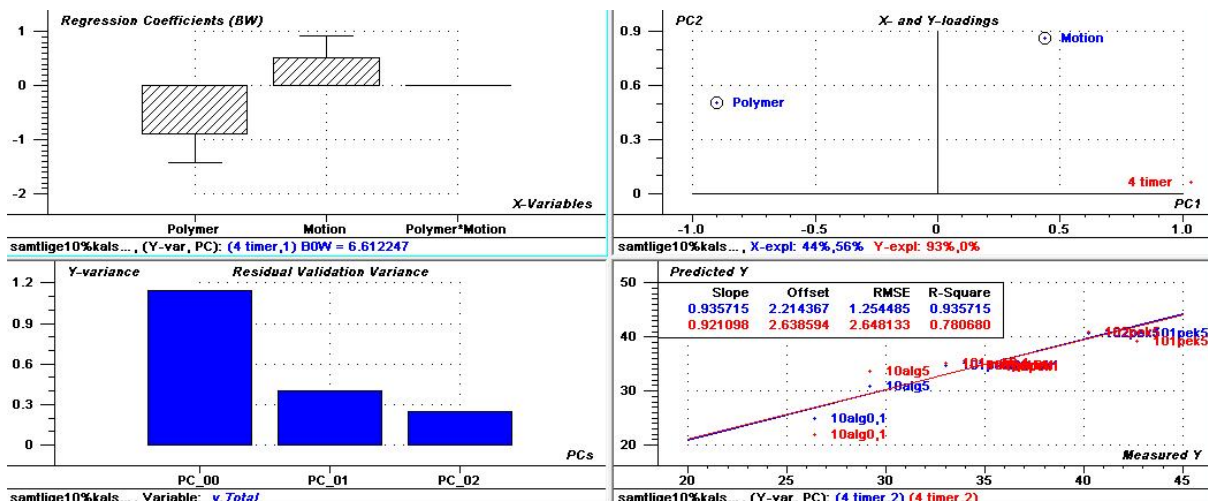 Regression Coefficients (BW)
1
0
-1
-2
X-Variables
Polymer Motion Polymer*Motion
samtlige10%kals..., (Y-var, PC): (4 timer,1) B0W = 6.612247
PC2 X- and Y-loadings
0.9
0.6
0.3
0
Motion
Polymer
4 timer
PC1
-1.0 -0.5 0 0.5 1.0
samtlige10%kals..., X-expl: 44%,56% Y-expl: 93%,0%
Y-variance Residual Validation Variance
1.2
0.9
0.6
0.3
0
PCs
PC_00 PC_01 PC_02
samtlige10%kals..., Variable: v.Total
Predicted Y
50
40
30
20
Slope Offset RMSE R-Square
0.935715 2.214367 1.254485 0.935715
0.921098 2.638594 2.648133 0.780680
102pek5 101pek5
101pek5
10alg5
10alg5
10alg0,1
10alg0,1
Measured Y
20 25 30 35 40 45
samtlige10%kals..., (Y-var, PC): (4 timer,2) (4 timer,2)